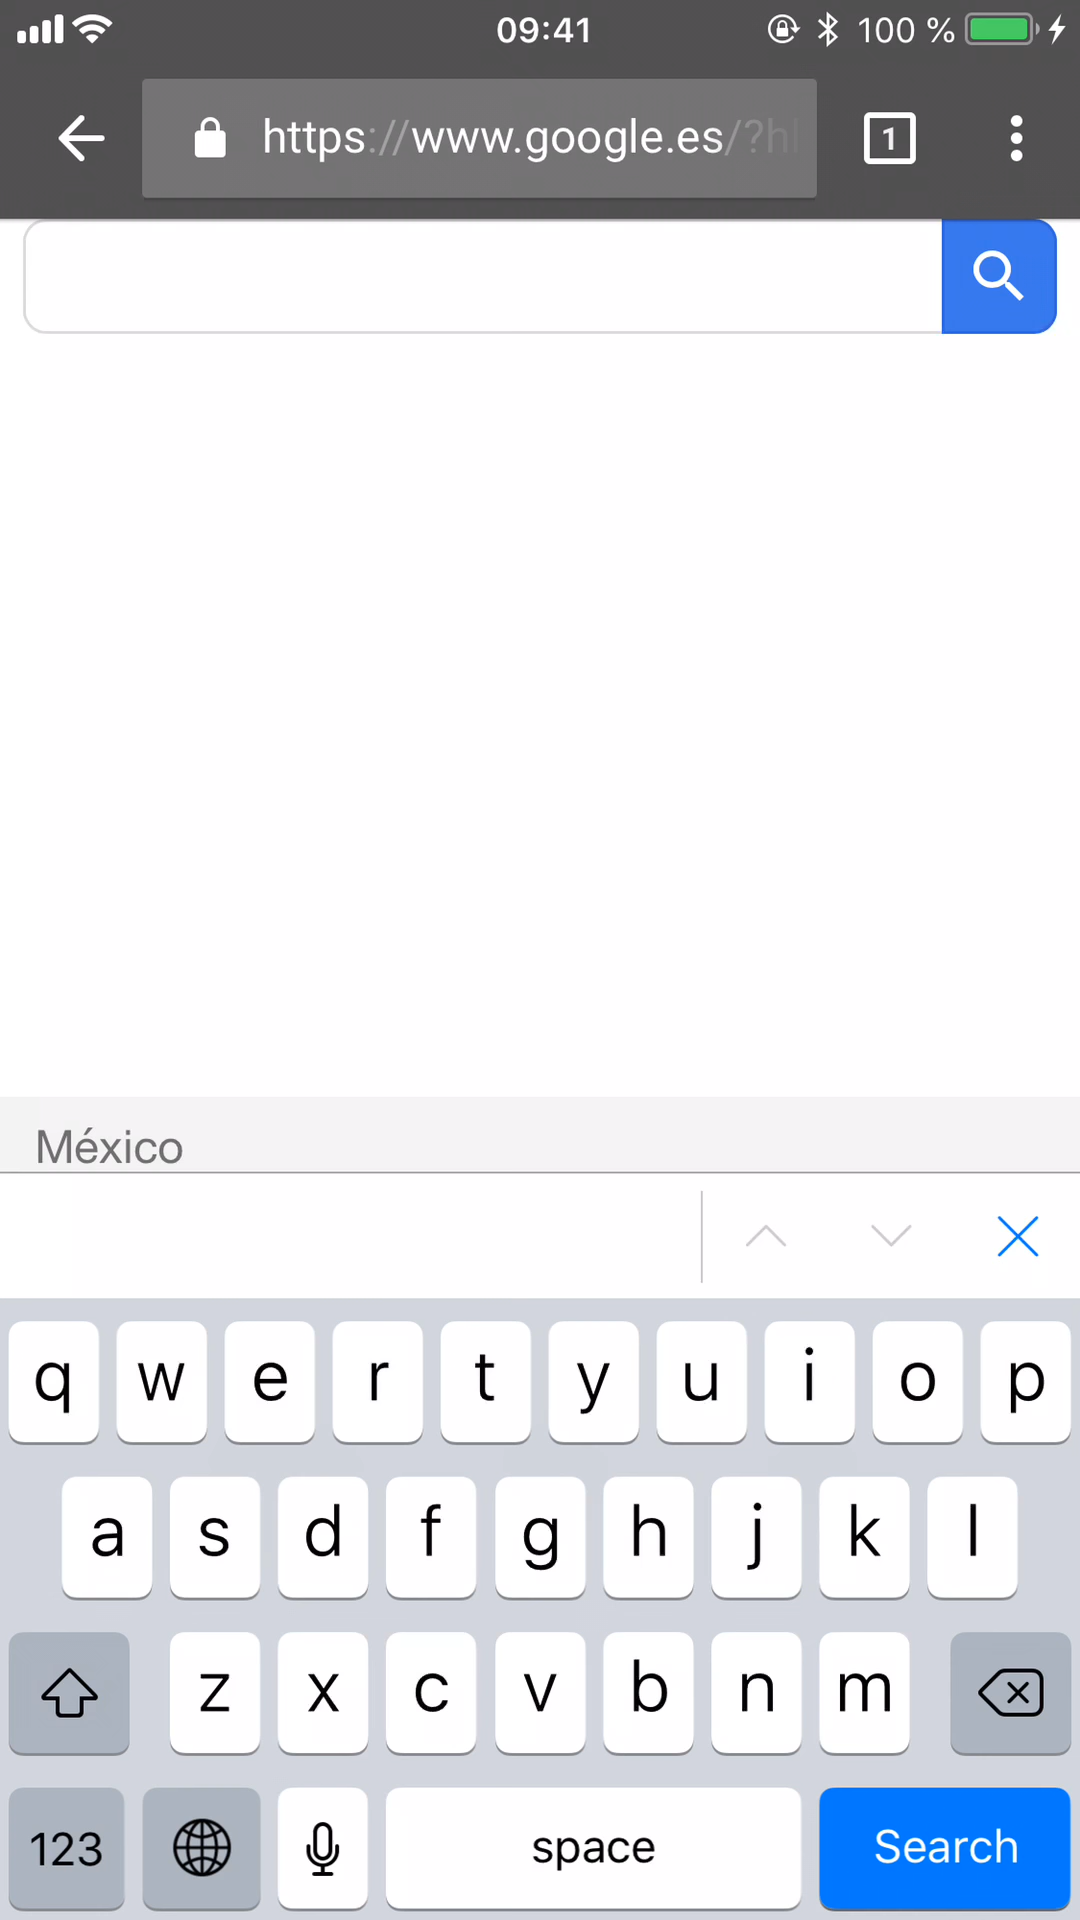 09:41
100 %
https://www.google.es/?hl
1
México
q w e r t y u i o p
a s d f g h j k l
z x c v b n m
123
space
Search